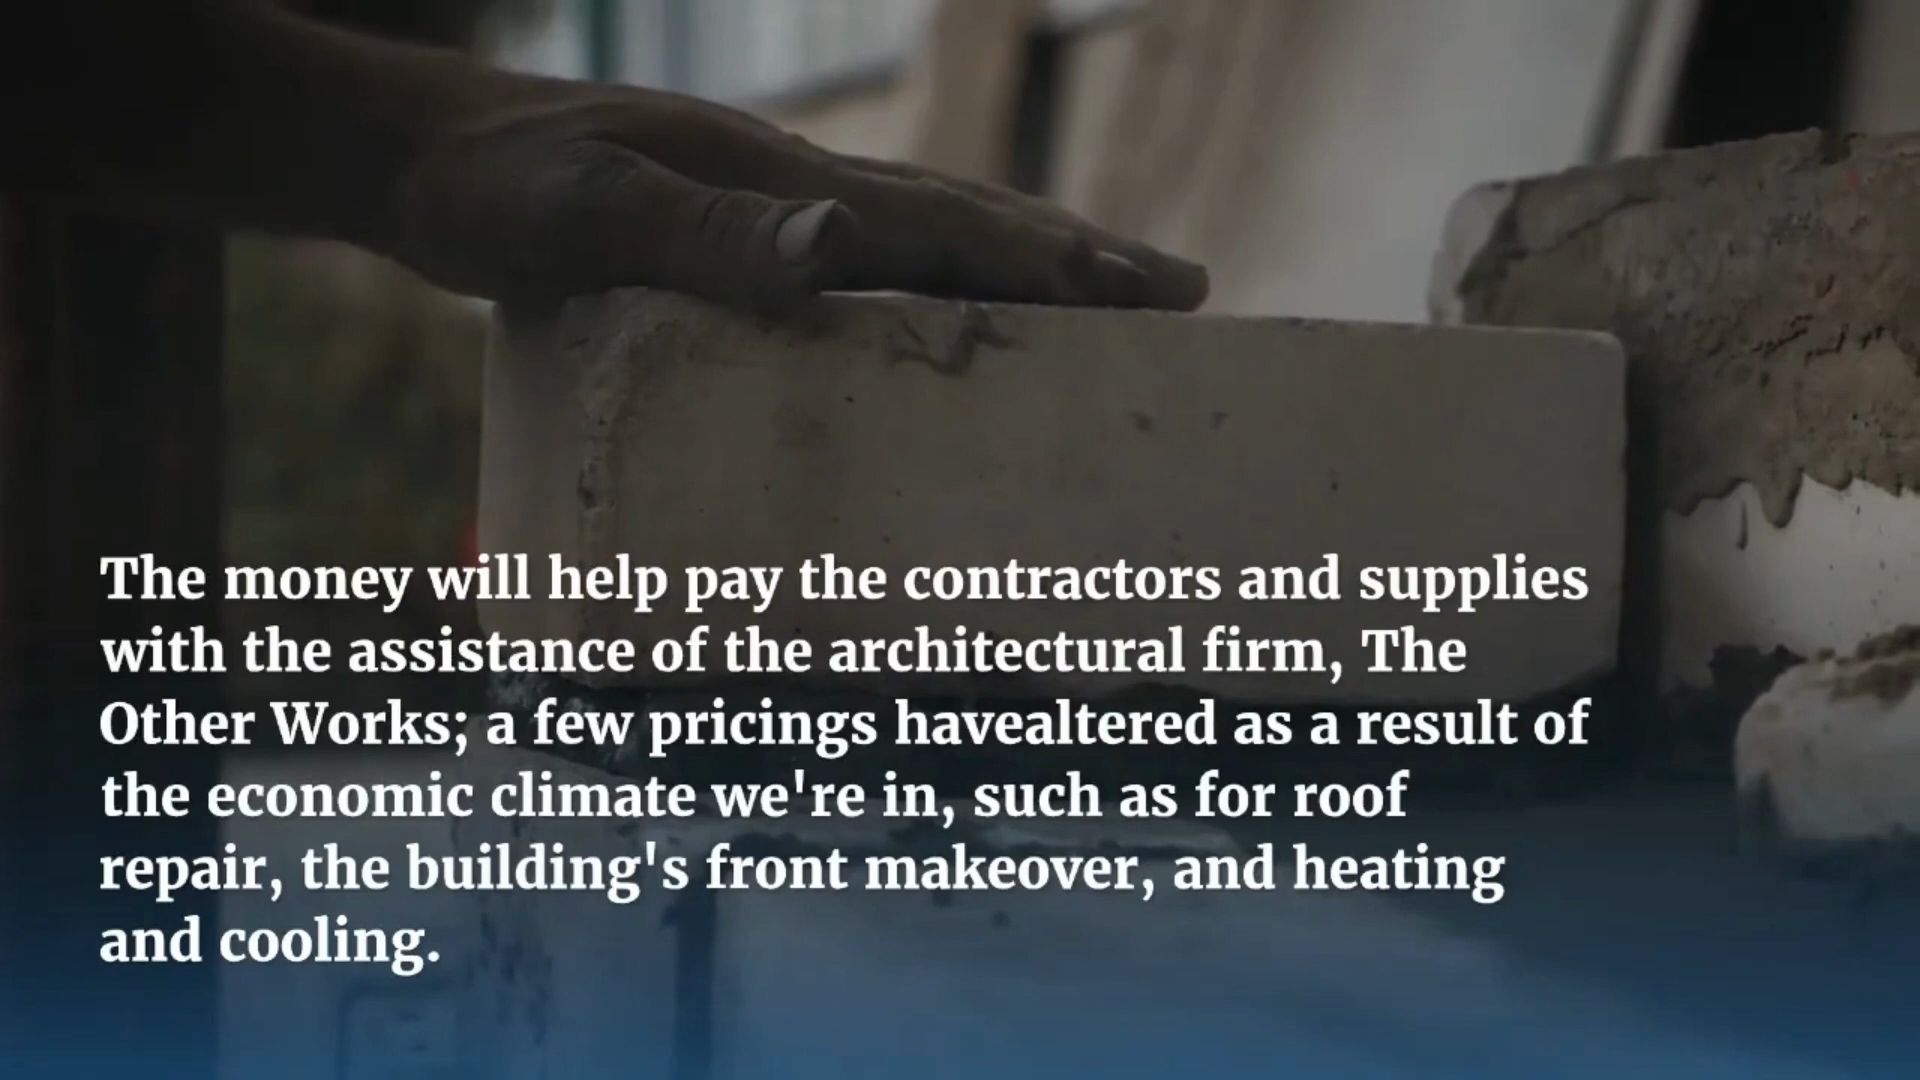 The money will help pay the contractors and supplies
with the assistance of the architectural firm, The
Other Works; a few pricings havealtered as a result of
the economic climate we're in, such as for roof
repair, the building's front makeover, and heating
and cooling.